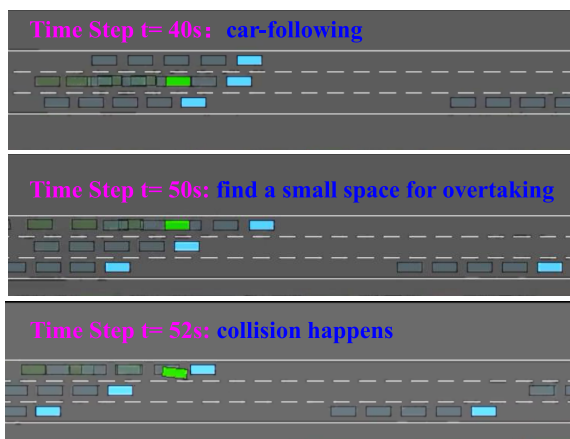 Time Step t= 40s: car-following
Time Step t= 50s: find a small space for overtaking
Time Step t= 52s: collision happens